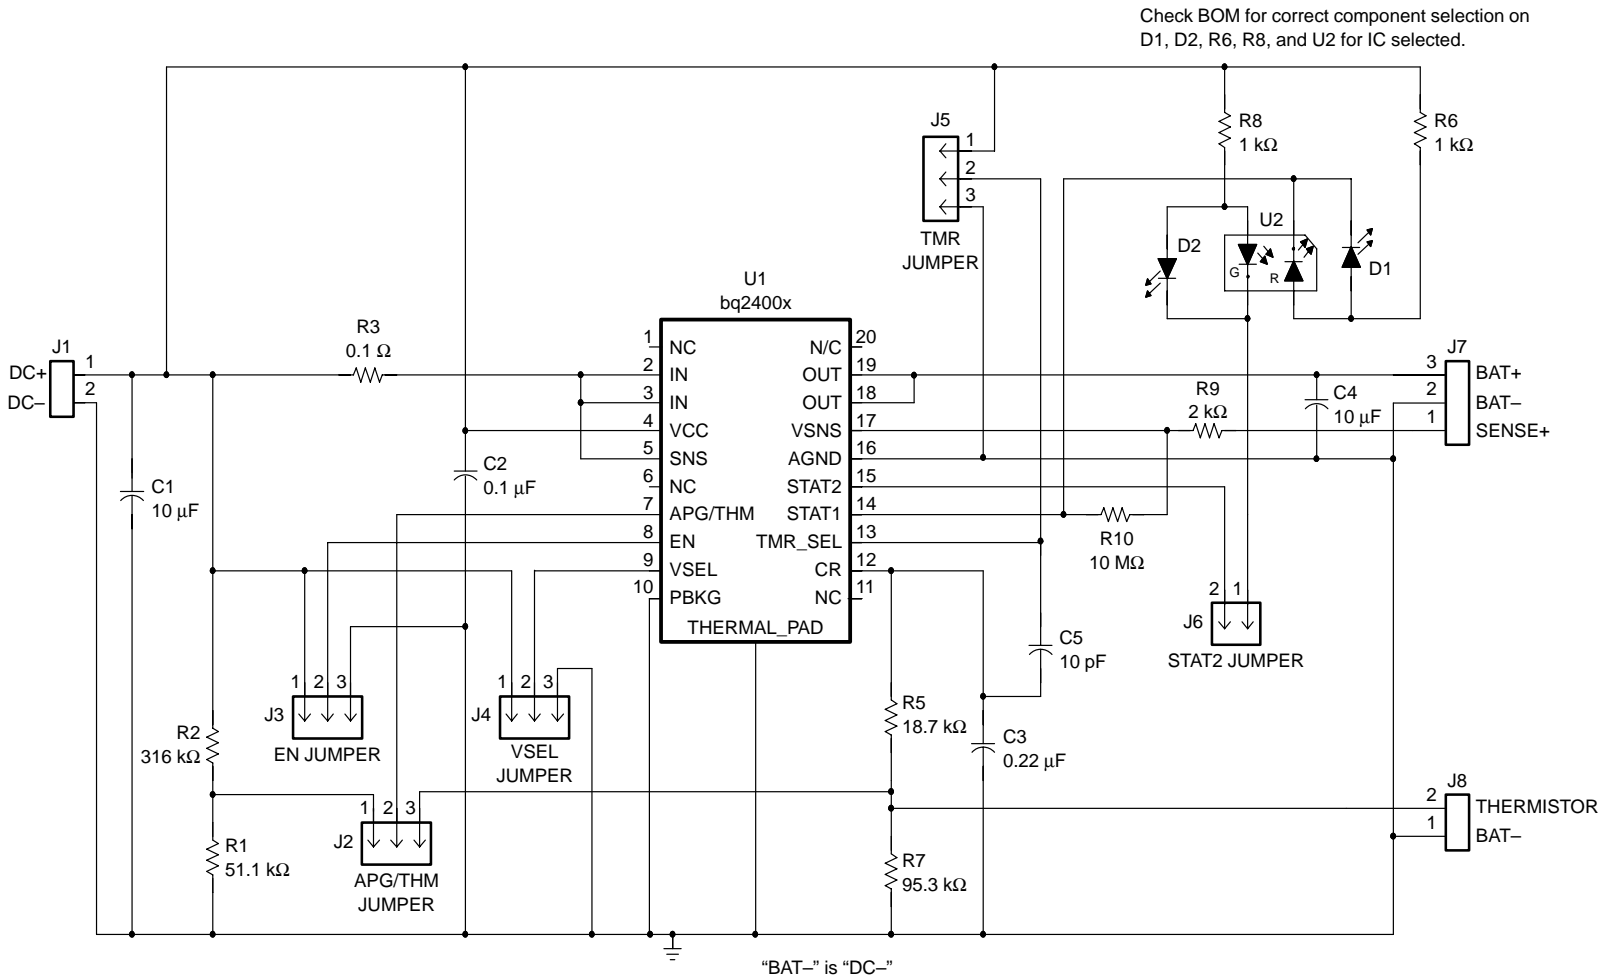 Check BOM for correct component selection on
D1, D2, R6, R8, and U2 for IC selected.
J5
1
2
3
TMR
JUMPER
R8
1 kΩ
R6
1 kΩ
U2
D2
G
R
D1
U1
bq2400x
R3
0.1 Ω
J1
DC+
1
DC–
2
1
NC
2
IN
3
IN
4
VCC
5
SNS
6
NC
7
APG/THM
8
EN
9
VSEL
10
PBKG
20
N/C
19
OUT
18
OUT
17
VSNS
16
AGND
15
STAT2
14
STAT1
13
TMR_SEL
12
CR
11
NC
THERMAL_PAD
J7
3
BAT+
2
BAT–
1
SENSE+
R9
2 kΩ
C4
10 μF
C1
10 μF
C2
0.1 μF
R10
10 MΩ
2 1
J6
STAT2 JUMPER
C5
10 pF
1 2 3
J3
EN JUMPER
1 2 3
J4
VSEL
JUMPER
R2
316 kΩ
R5
18.7 kΩ
C3
0.22 μF
1 2 3
J2
APG/THM
JUMPER
R1
51.1 kΩ
R7
95.3 kΩ
J8
2
THERMISTOR
1
BAT–
“BAT–” is “DC–”